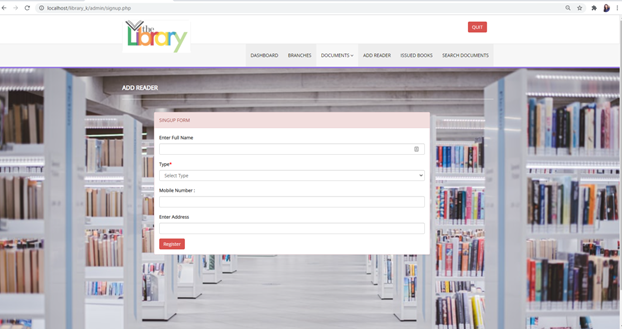 localhost/library_k/admin/signup.php
the
Library
QUIT
DASHBOARD BRANCHES DOCUMENTS ADD READER ISSUED BOOKS SEARCH DOCUMENTS
ADD READER
SINGUP FORM
Enter Full Name
Type*
Select Type
Mobile Number :
Enter Address
Register